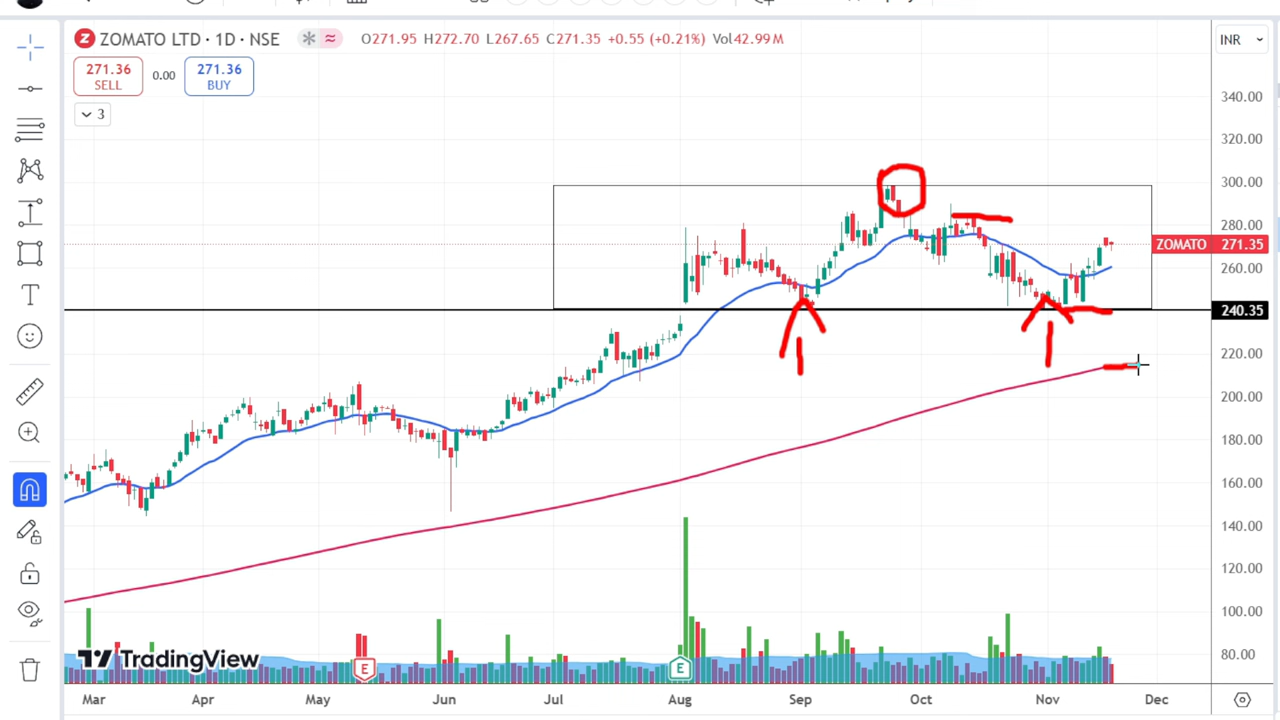 ZOMATO LTD · 1D · NSE O271.95 H272.70 L267.65 C271.35 +0.55 (+0.21%) Vol42.99 M
INR
271.36 0.00 271.36
SELL BUY
3
340.00
320.00
300.00
280.00
ZOMATO 271.35
260.00
240.35
220.00
200.00
180.00
160.00
140.00
120.00
100.00
80.00
E E
TradingView
Mar Apr May Jun Jul Aug Sep Oct Nov Dec